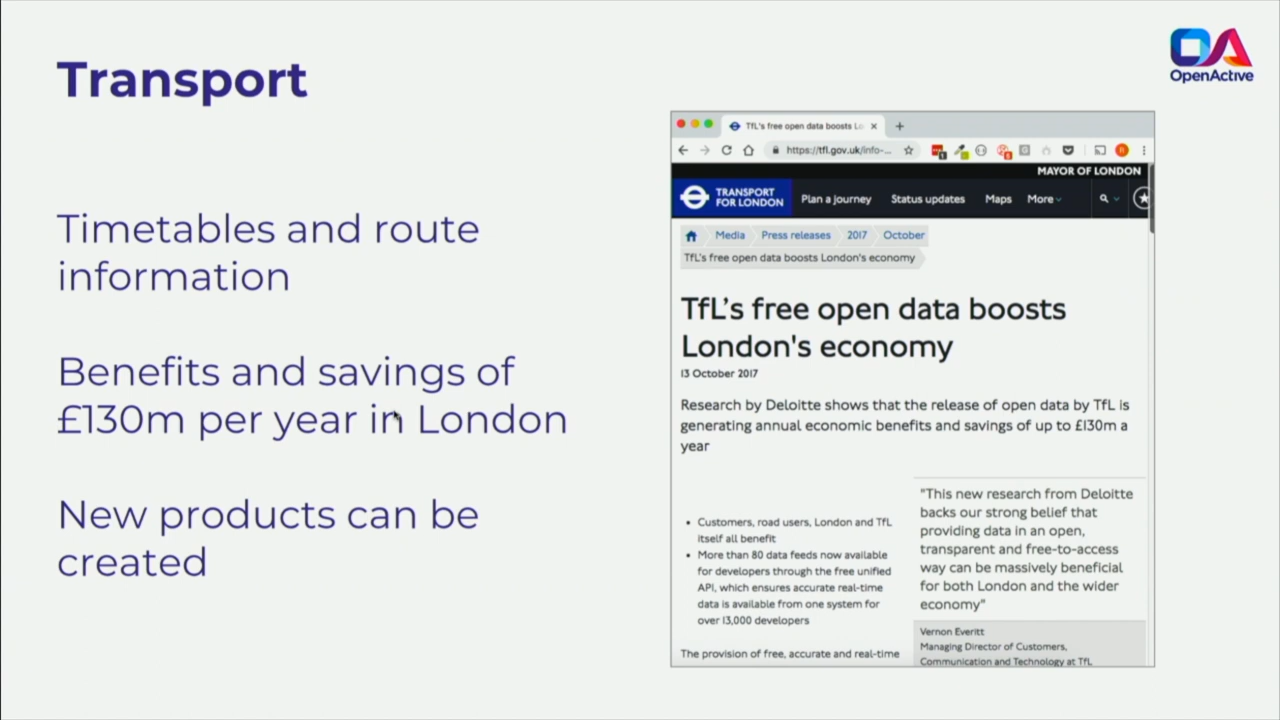 Transport
OpenActive
Timetables and route
information
Benefits and savings of
£130m per year in London
New products can be
created
TfL's free open data boosts Lo
https://tfl.gov.uk/info-...
MAYOR OF LONDON
TRANSPORT
FOR LONDON
Plan a journey
Status updates
Maps
More
Media
Press releases
2017
October
TfL's free open data boosts London's economy
TfL's free open data boosts
London's economy
13 October 2017
Research by Deloitte shows that the release of open data by TfL is
generating annual economic benefits and savings of up to £130m a
year
• Customers, road users, London and TfL
itself all benefit
• More than 80 data feeds now available
for developers through the free unified
API, which ensures accurate real-time
data is available from one system for
over 13,000 developers
The provision of free, accurate and real-time
"This new research from Deloitte
backs our strong belief that
providing data in an open,
transparent and free-to-access
way can be massively beneficial
for both London and the wider
economy"
Vernon Everitt
Managing Director of Customers,
Communication and Technology at TfL